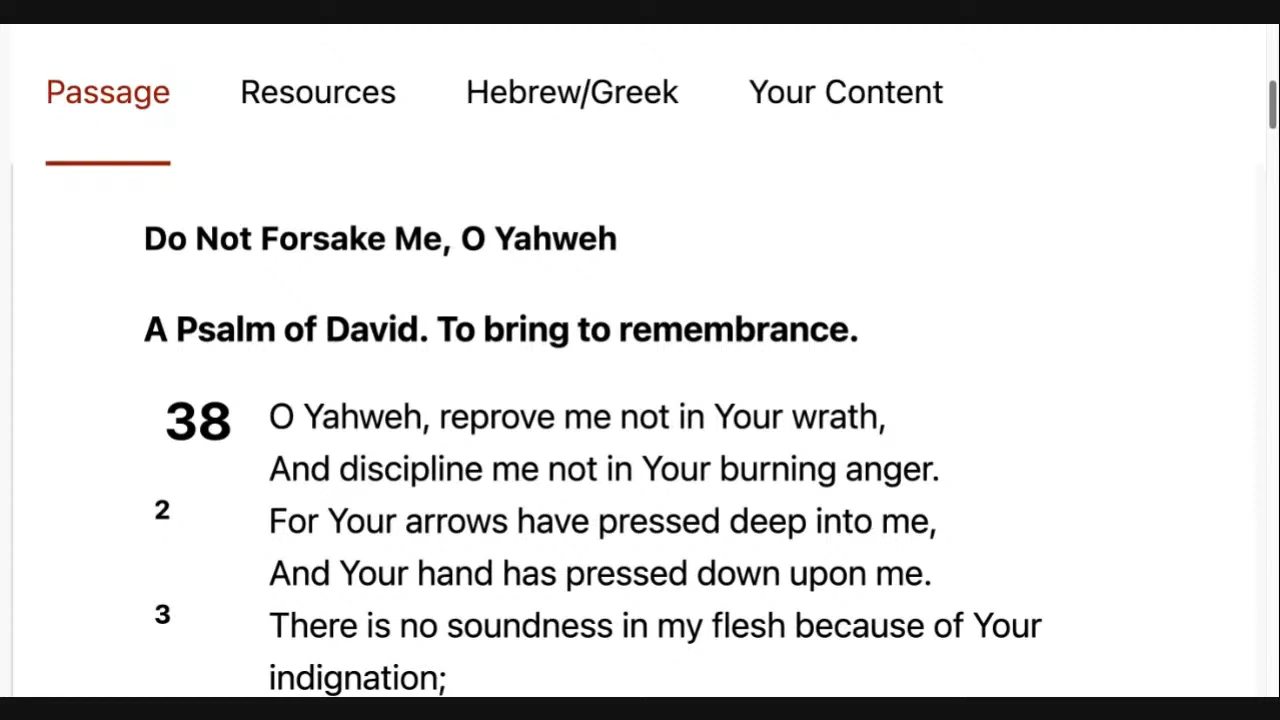 Passage Resources Hebrew/Greek Your Content
Do Not Forsake Me, O Yahweh
A Psalm of David. To bring to remembrance.
38 O Yahweh, reprove me not in Your wrath,
And discipline me not in Your burning anger.
2 For Your arrows have pressed deep into me,
And Your hand has pressed down upon me.
3 There is no soundness in my flesh because of Your
indignation;